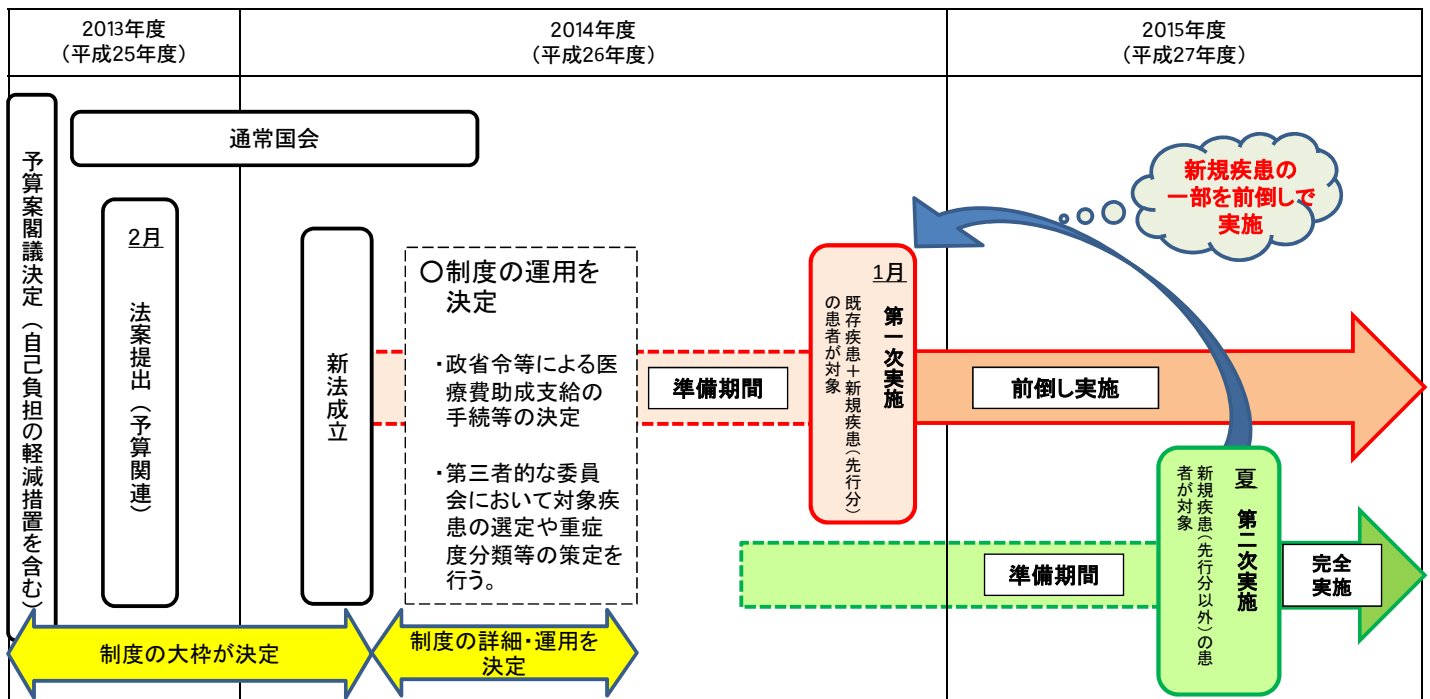 2013年度
（平成25年度）
2014年度
（平成26年度）
2015年度
（平成27年度）
予算案閣議決定（自己負担の軽減措置を含む）
通常国会
2月
法案提出（予算関連）
新法成立
〇制度の運用を
決定
・政省令等による医
療費助成支給の
手続等の決定
・第三者的な委員
会において対象疾
患の選定や重症
度分類等の策定を
行う。
準備期間
1月
第一次実施
既存疾患＋新規疾患（先行分）
の患者が対象
前倒し実施
新規疾患の
一部を前倒しで
実施
準備期間
夏 第二次実施
新規疾患（先行分以外）の患
者が対象
完全
実施
制度の大枠が決定
制度の詳細・運用を
決定